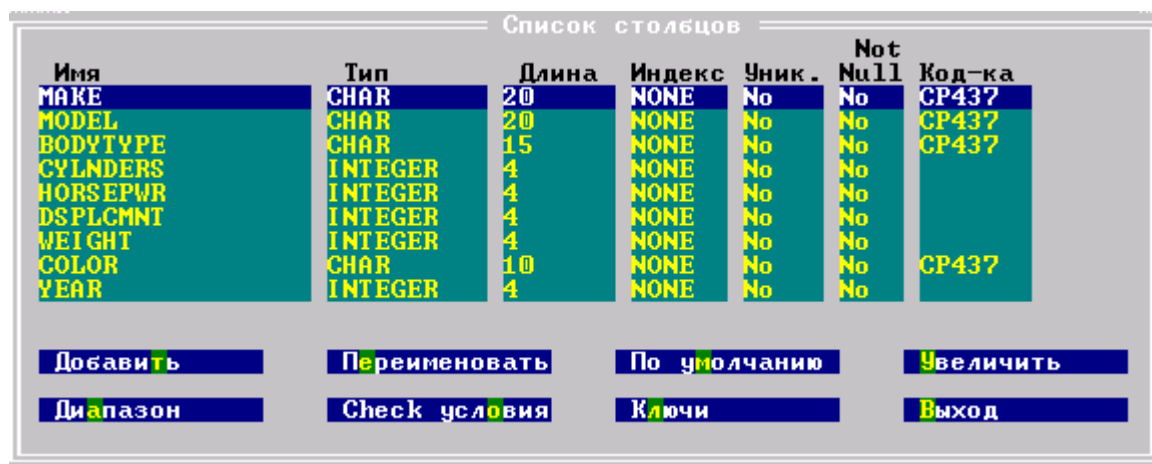 Список столбцов
Not
Имя Тип Длина Индекс Уник. Null Код-ка
MAKE CHAR 20 NONE No No CP437
MODEL CHAR 20 NONE No No CP437
BODYTYPE CHAR 15 NONE No No CP437
CYLNDERS INTEGER 4 NONE No No
HORSEPWR INTEGER 4 NONE No No
DSPLCMNT INTEGER 4 NONE No No
WEIGHT INTEGER 4 NONE No No
COLOR CHAR 10 NONE No No CP437
YEAR INTEGER 4 NONE No No
Добавить Переименовать По умолчанию Увеличить
Диапазон Check условия Ключи Выход